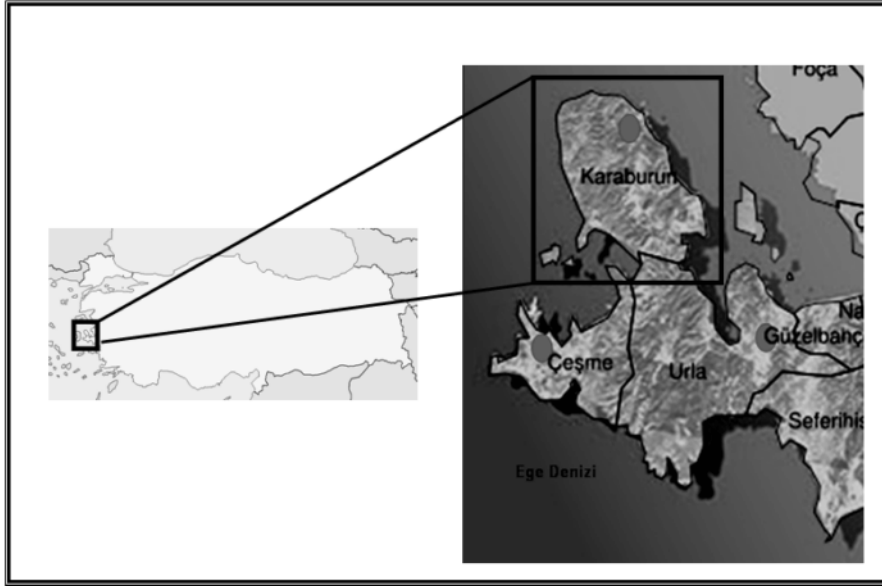 Foça
Karaburun
Çeşme
Urla
Güzelbahç
Seferihis
Ege Denizi